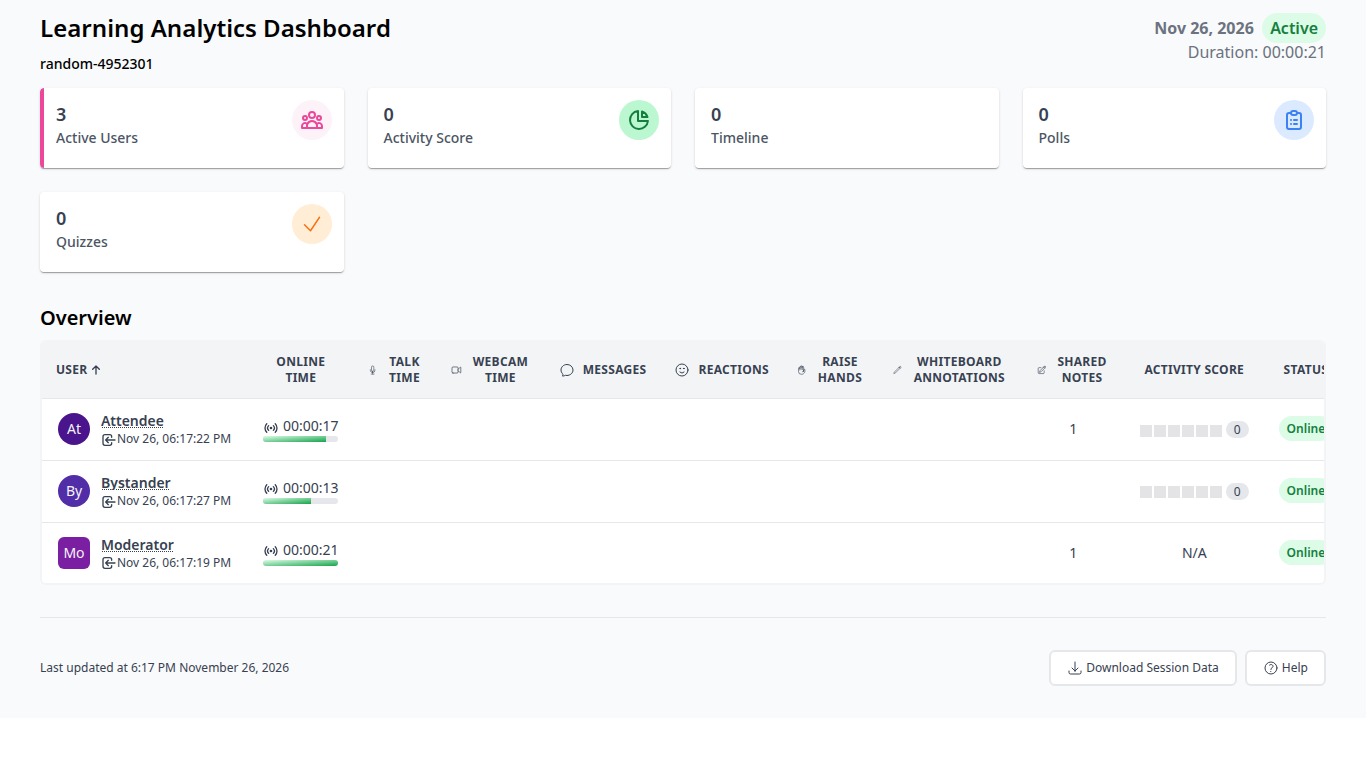 Learning Analytics Dashboard
Nov 26, 2026 Active
Duration: 00:00:21
random-4952301
3
Active Users
0
Activity Score
0
Timeline
0
Polls
0
Quizzes
Overview
USER ONLINE TIME TALK TIME WEBCAM TIME MESSAGES REACTIONS RAISE HANDS WHITEBOARD ANNOTATIONS SHARED NOTES ACTIVITY SCORE STATUS
At Attendee 00:00:17 1 0 Online
Nov 26, 06:17:22 PM
By Bystander 00:00:13 0 Online
Nov 26, 06:17:27 PM
Mo Moderator 00:00:21 1 N/A Online
Nov 26, 06:17:19 PM
Last updated at 6:17 PM November 26, 2026
Download Session Data
Help